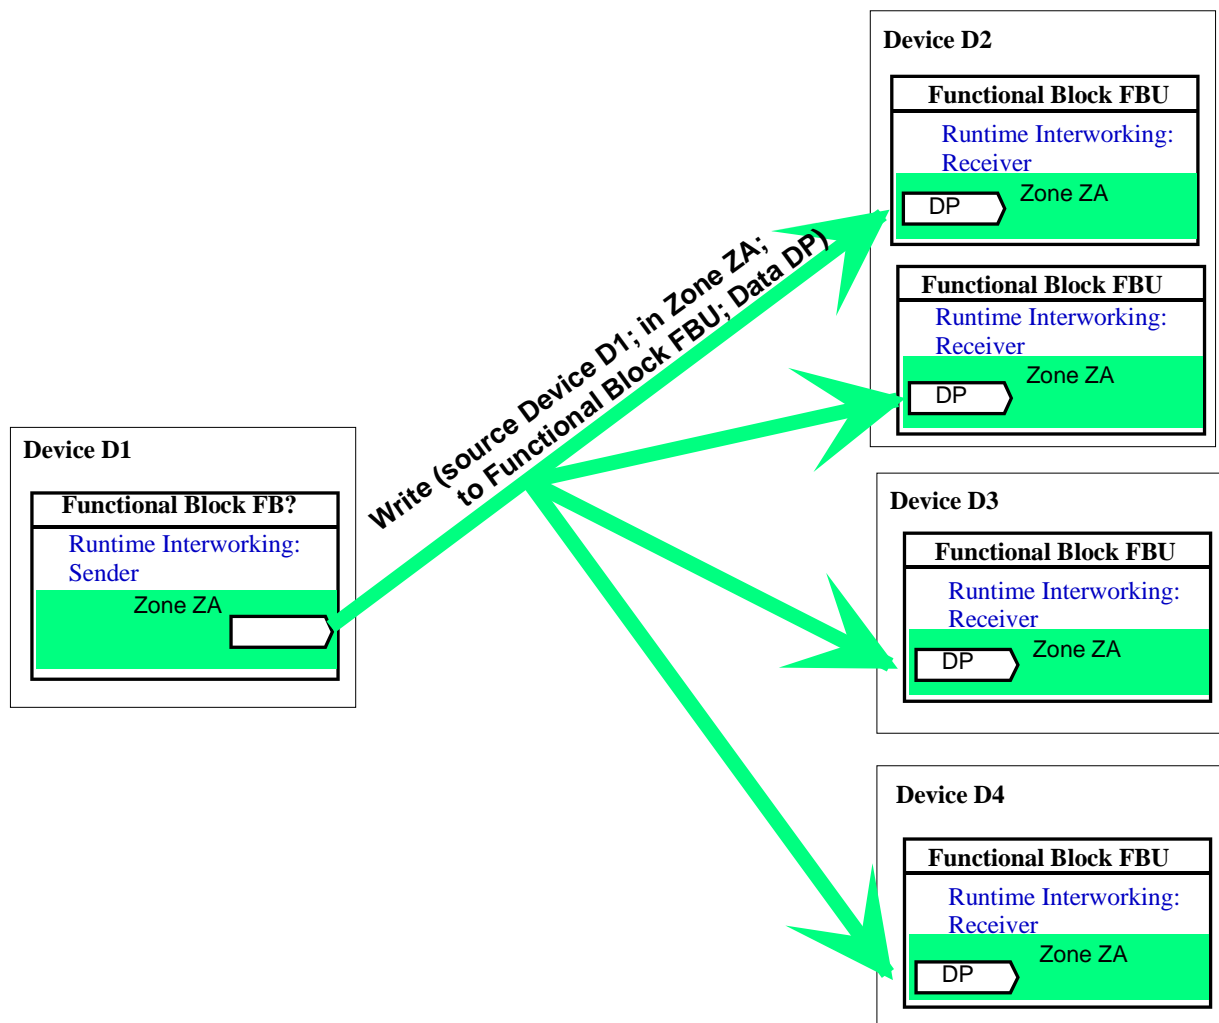 Device D2
Functional Block FBU
Runtime Interworking:
Receiver
Zone ZA
DP
Functional Block FBU
Runtime Interworking:
Receiver
Zone ZA
DP
Write (source Device D1; in Zone ZA;
to Functional Block FBU; Data DP)
Device D1
Functional Block FB?
Runtime Interworking:
Sender
Zone ZA
Device D3
Functional Block FBU
Runtime Interworking:
Receiver
Zone ZA
DP
Device D4
Functional Block FBU
Runtime Interworking:
Receiver
Zone ZA
DP